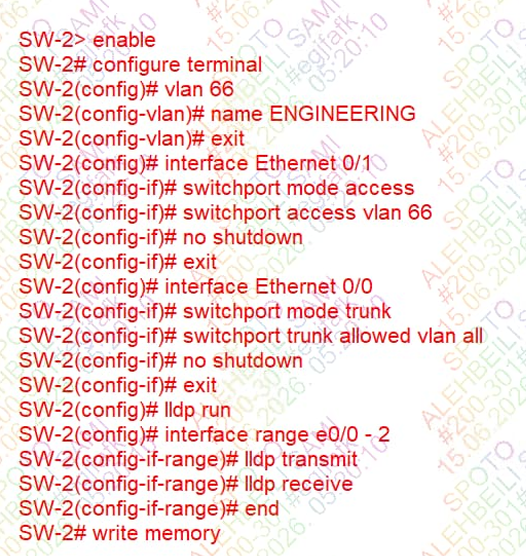 SW-2> enable
SW-2# configure terminal
SW-2(config)# vlan 66
SW-2(config-vlan)# name ENGINEERING
SW-2(config-vlan)# exit
SW-2(config)# interface Ethernet 0/1
SW-2(config-if)# switchport mode access
SW-2(config-if)# switchport access vlan 66
SW-2(config-if)# no shutdown
SW-2(config-if)# exit
SW-2(config)# interface Ethernet 0/0
SW-2(config-if)# switchport mode trunk
SW-2(config-if)# switchport trunk allowed vlan all
SW-2(config-if)# no shutdown
SW-2(config-if)# exit
SW-2(config)# lldp run
SW-2(config)# interface range e0/0 - 2
SW-2(config-if-range)# lldp transmit
SW-2(config-if-range)# lldp receive
SW-2(config-if-range)# end
SW-2# write memory